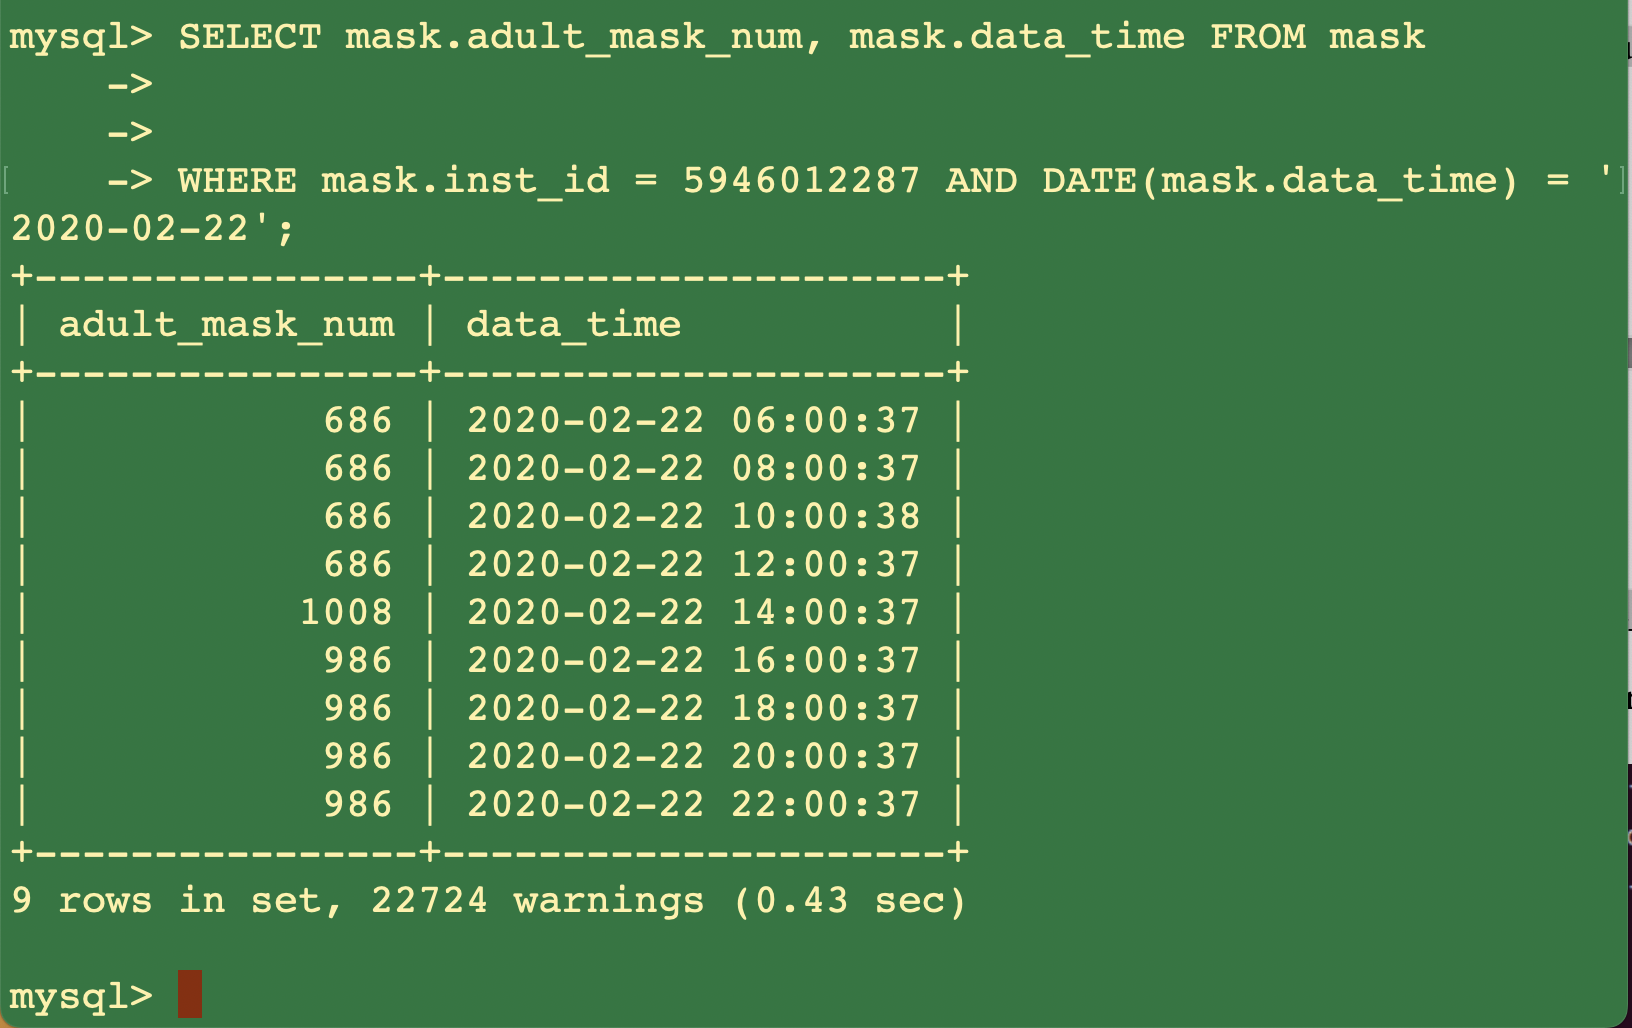 mysql> SELECT mask.adult_mask_num, mask.data_time FROM mask
    ->
    ->
    -> WHERE mask.inst_id = 5946012287 AND DATE(mask.data_time) = '
2020-02-22';
+----------------+---------------------+
| adult_mask_num | data_time           |
+----------------+---------------------+
|            686 | 2020-02-22 06:00:37 |
|            686 | 2020-02-22 08:00:37 |
|            686 | 2020-02-22 10:00:38 |
|            686 | 2020-02-22 12:00:37 |
|           1008 | 2020-02-22 14:00:37 |
|            986 | 2020-02-22 16:00:37 |
|            986 | 2020-02-22 18:00:37 |
|            986 | 2020-02-22 20:00:37 |
|            986 | 2020-02-22 22:00:37 |
+----------------+---------------------+
9 rows in set, 22724 warnings (0.43 sec)
mysql>